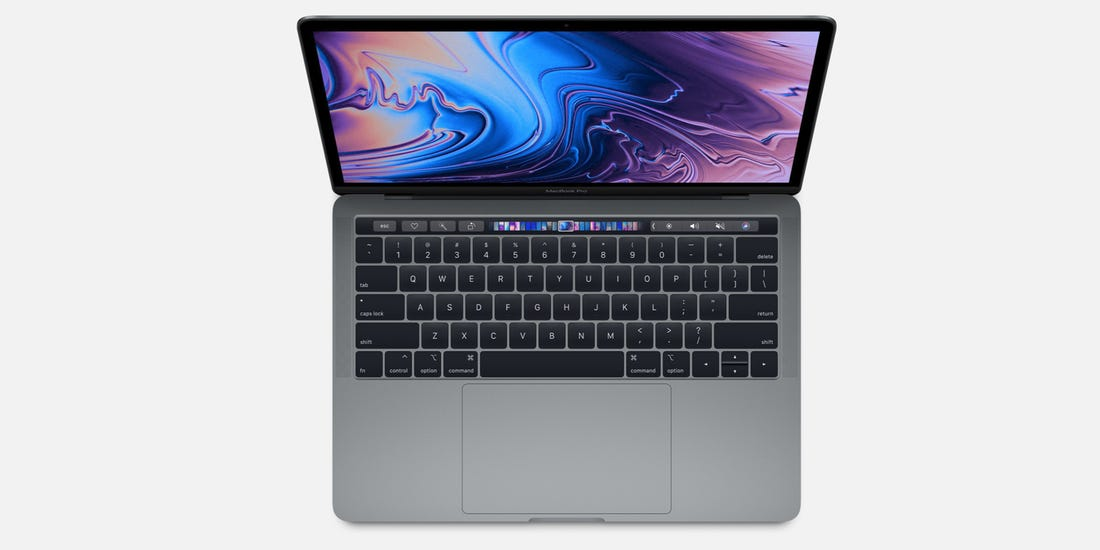 MacBook Pro
esc
~ ! @ # $ % ^ & * ( ) — +
` 1 2 3 4 5 6 7 8 9 0 - = delete
tab Q W E R T Y U I O P { [ } ] | \
caps lock A S D F G H J K L : ; " ' return
shift Z X C V B N M < , > . ? / shift
fn control option command command option